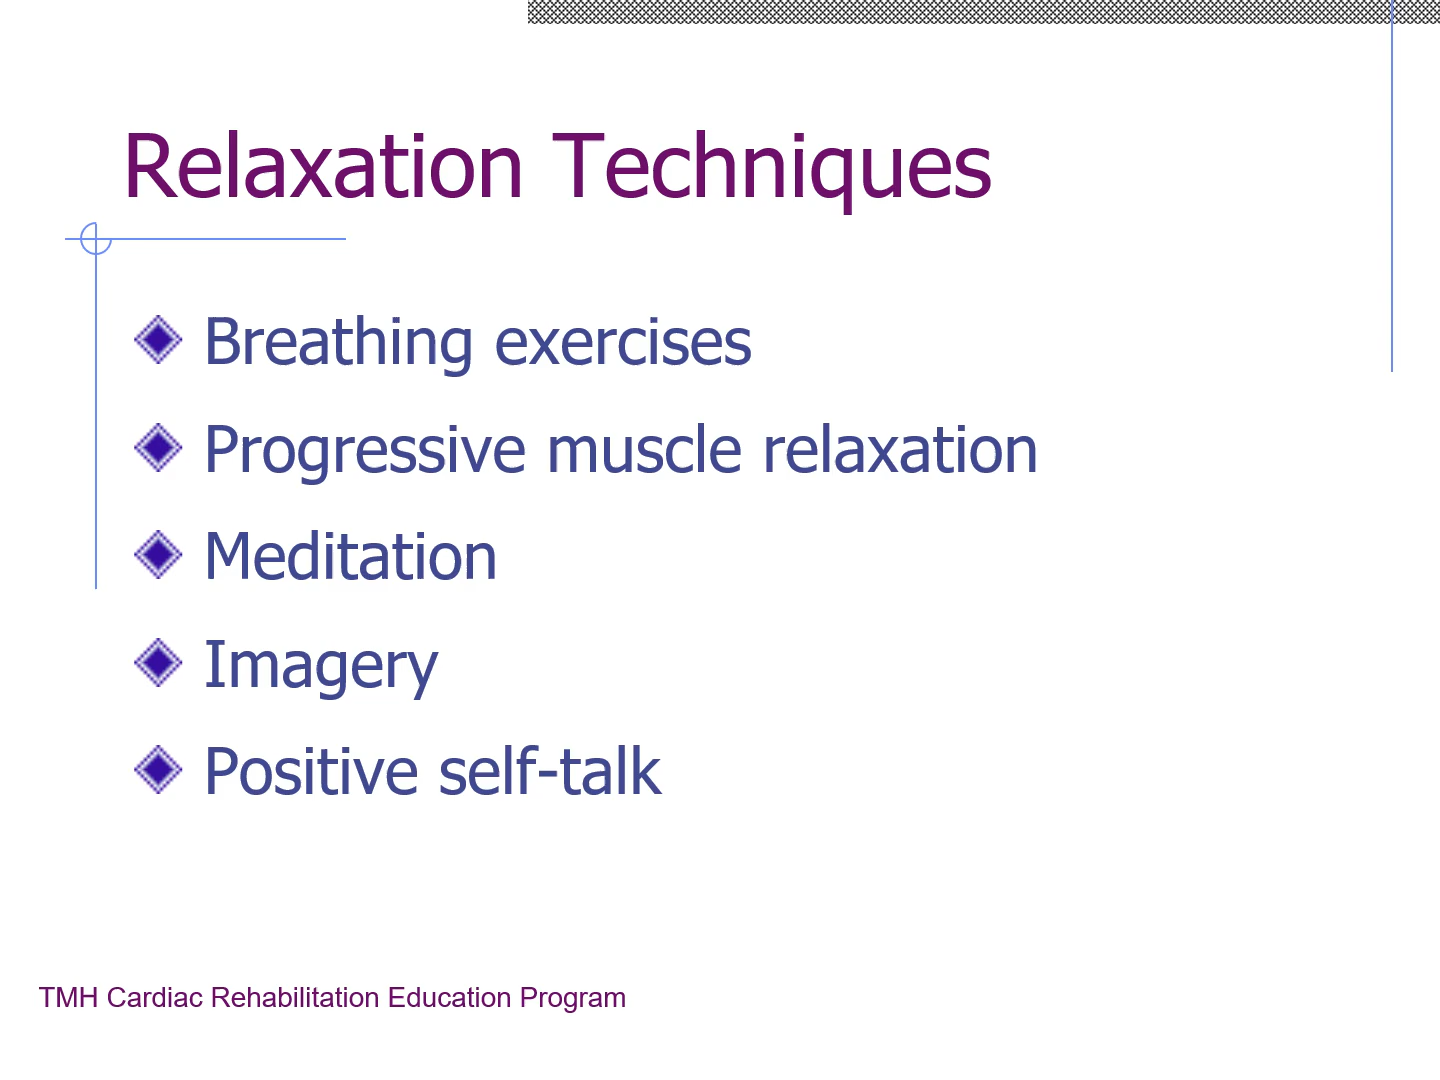 Relaxation Techniques
Breathing exercises
Progressive muscle relaxation
Meditation
Imagery
Positive self-talk
TMH Cardiac Rehabilitation Education Program